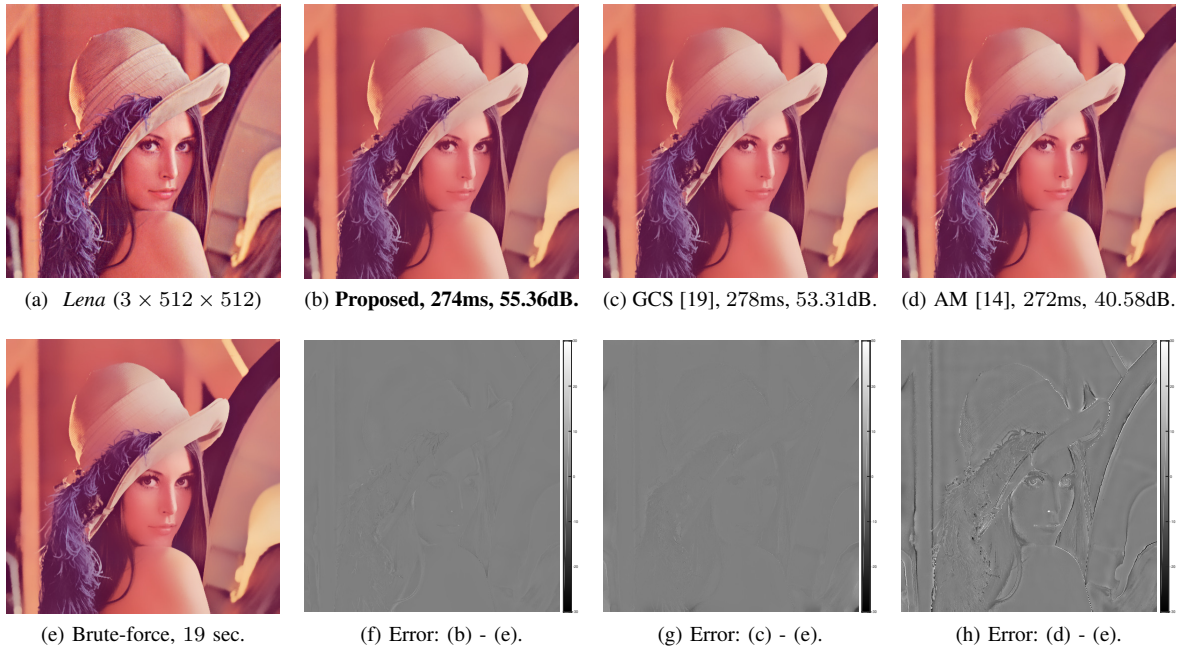 (a) Lena (3 × 512 × 512)
(b) Proposed, 274ms, 55.36dB.
(c) GCS [19], 278ms, 53.31dB.
(d) AM [14], 272ms, 40.58dB.
(e) Brute-force, 19 sec.
(f) Error: (b) - (e).
(g) Error: (c) - (e).
(h) Error: (d) - (e).